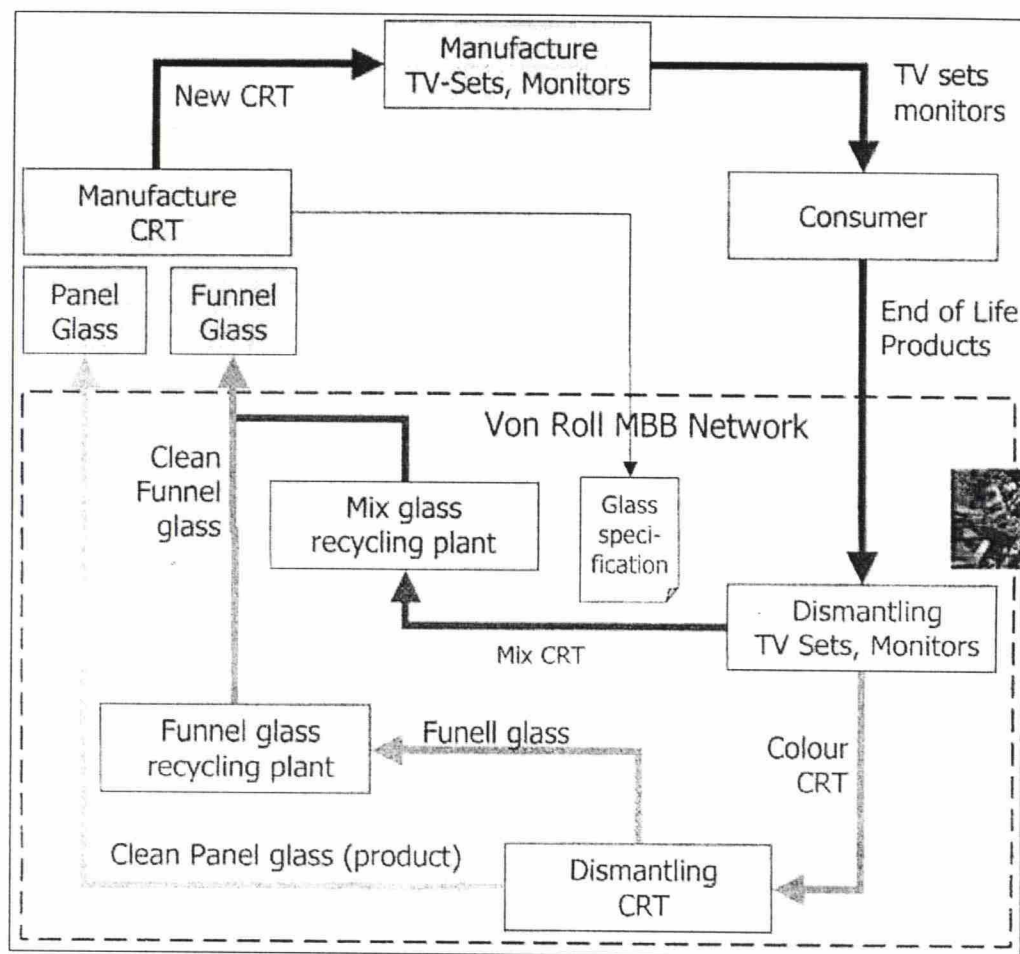 Manufacture
TV-Sets, Monitors
New CRT
TV sets
monitors
Manufacture
CRT
Consumer
Panel
Glass
Funnel
Glass
End of Life
Products
Von Roll MBB Network
Clean
Funnel
glass
Mix glass
recycling plant
Glass
speci-
fication
Dismantling
TV Sets, Monitors
Mix CRT
Funnel glass
recycling plant
Funell glass
Colour
CRT
Clean Panel glass (product)
Dismantling
CRT